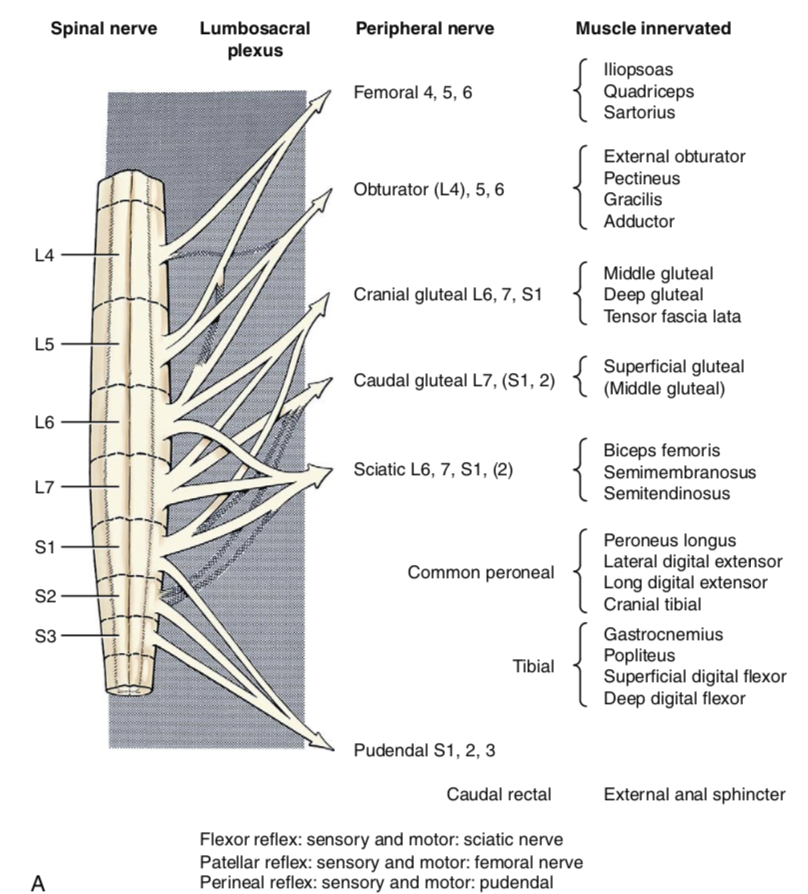 Spinal nerve
Lumbosacral
plexus
Peripheral nerve
Muscle innervated
L4
L5
L6
L7
S1
S2
S3
Femoral 4, 5, 6
Iliopsoas
Quadriceps
Sartorius
Obturator (L4), 5, 6
External obturator
Pectineus
Gracilis
Adductor
Cranial gluteal L6, 7, S1
Middle gluteal
Deep gluteal
Tensor fascia lata
Caudal gluteal L7, (S1, 2)
Superficial gluteal
(Middle gluteal)
Sciatic L6, 7, S1, (2)
Biceps femoris
Semimembranosus
Semitendinosus
Common peroneal
Peroneus longus
Lateral digital extensor
Long digital extensor
Cranial tibial
Tibial
Gastrocnemius
Popliteus
Superficial digital flexor
Deep digital flexor
Pudendal S1, 2, 3
Caudal rectal
External anal sphincter
Flexor reflex: sensory and motor: sciatic nerve
Patellar reflex: sensory and motor: femoral nerve
Perineal reflex: sensory and motor: pudendal
A